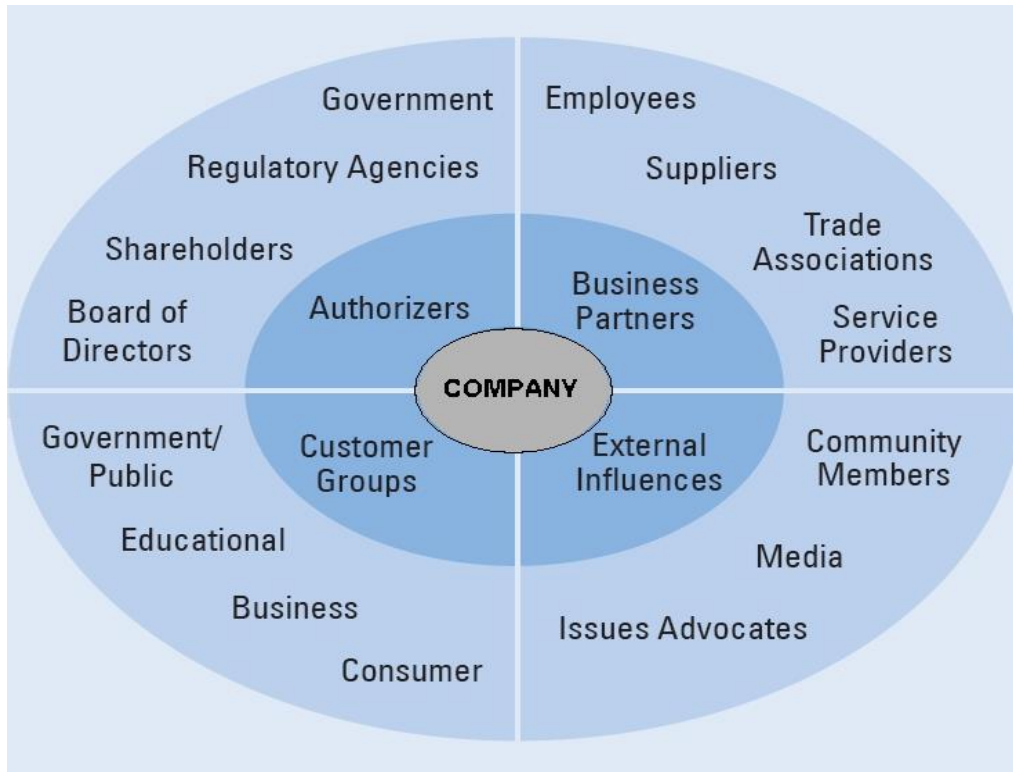 Government
Regulatory Agencies
Shareholders
Board of
Directors
Authorizers
Employees
Suppliers
Trade
Associations
Service
Providers
Business
Partners
COMPANY
Government/
Public
Educational
Business
Consumer
Customer
Groups
External
Influences
Community
Members
Media
Issues Advocates